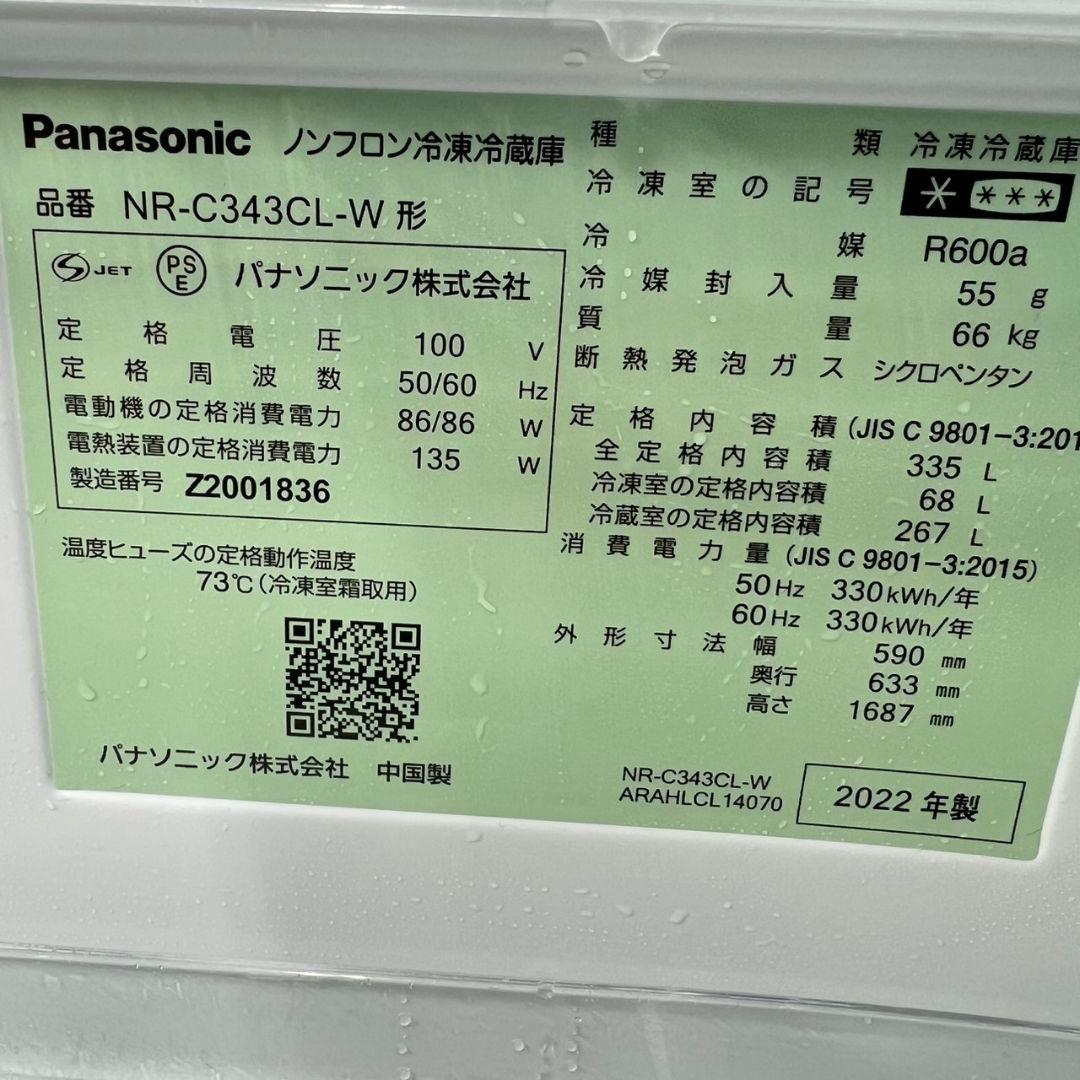 Panasonic ノンフロン冷凍冷蔵庫
品番 NR-C343CL-W 形
JET PSE パナソニック株式会社
定格電圧 100 V
定格周波数 50/60 Hz
電動機の定格消費電力 86/86 W
電熱装置の定格消費電力 135 W
製造番号 Z2001836
温度ヒューズの定格動作温度
73℃(冷凍室霜取用)
パナソニック株式会社 中国製
種類 冷凍冷蔵庫
冷凍室の記号 * ***
冷媒 R600a
冷媒封入量 55 g
質量 66 kg
断熱発泡ガス シクロペンタン
定格内容積 (JIS C 9801-3:201
全定格内容積 335 L
冷凍室の定格内容積 68 L
冷蔵室の定格内容積 267 L
消費電力量 (JIS C 9801-3:2015)
50Hz 330kWh/年
60Hz 330kWh/年
外形寸法 幅 590 mm
奥行 633 mm
高さ 1687 mm
NR-C343CL-W
ARAHLCL14070
2022 年製